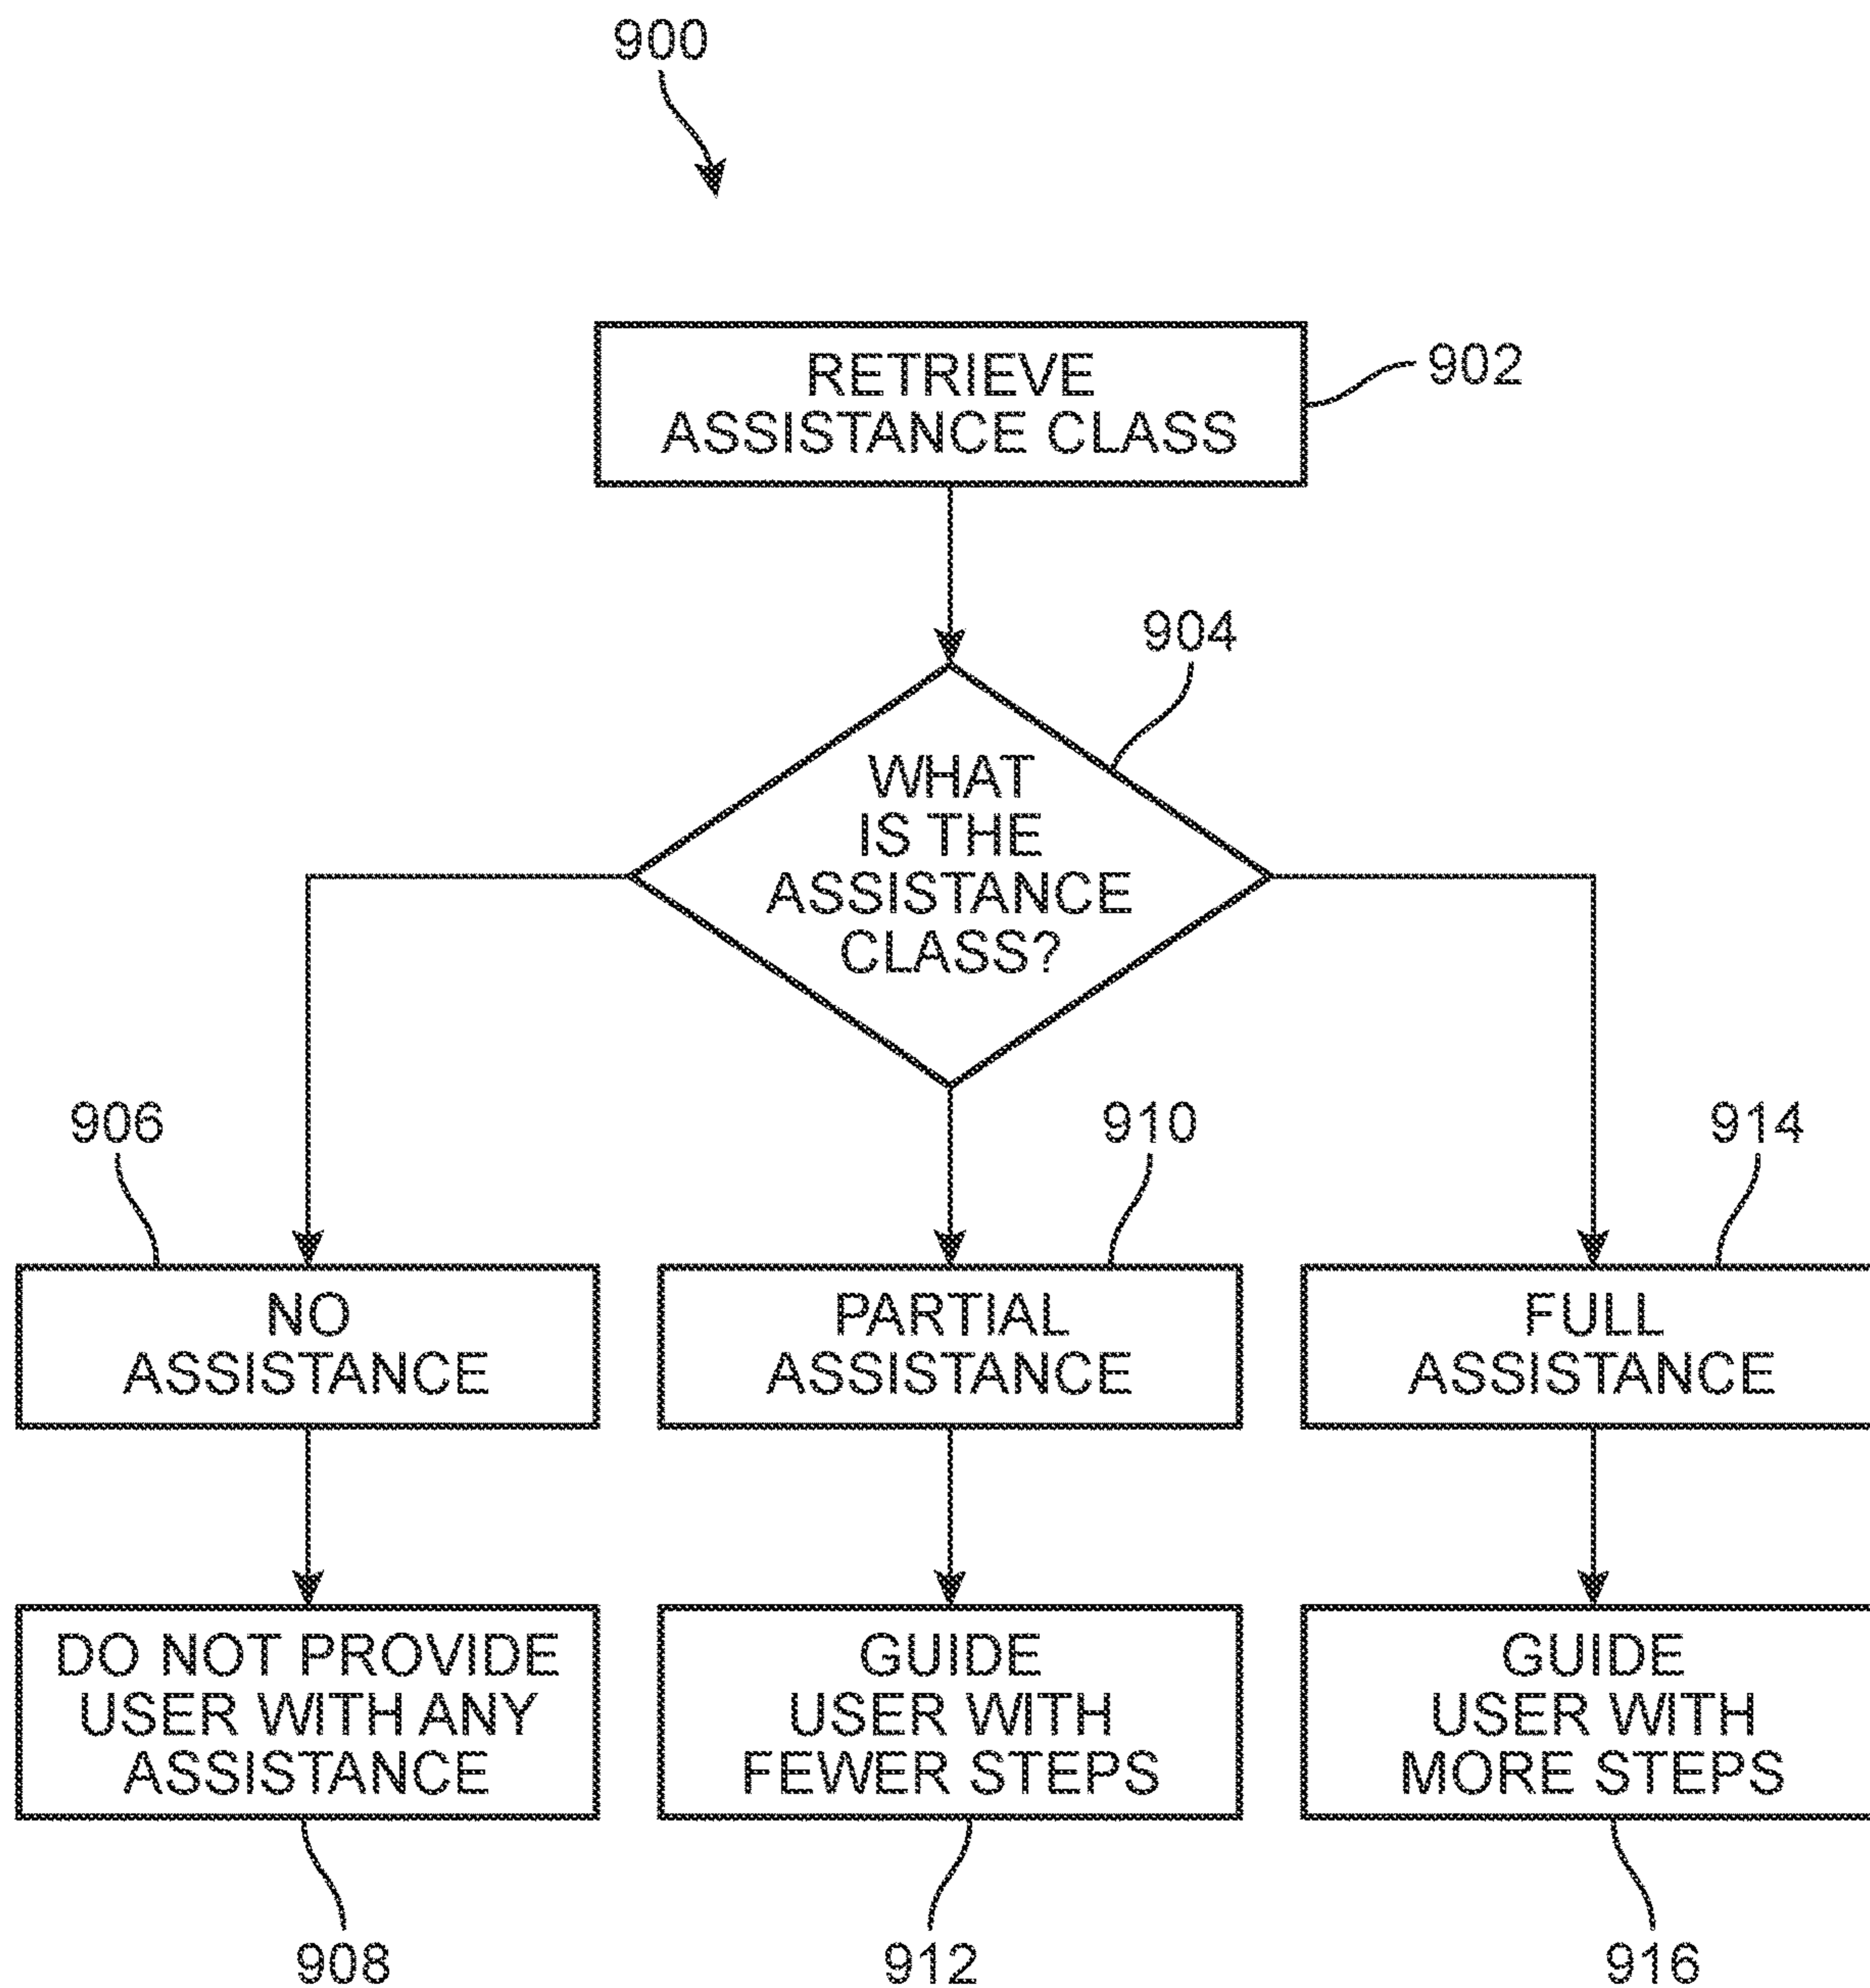 900
RETRIEVE
ASSISTANCE CLASS
902
904
WHAT
IS THE
ASSISTANCE
CLASS?
906
910
914
NO
ASSISTANCE
PARTIAL
ASSISTANCE
FULL
ASSISTANCE
DO NOT PROVIDE
USER WITH ANY
ASSISTANCE
GUIDE
USER WITH
FEWER STEPS
GUIDE
USER WITH
MORE STEPS
908
912
916